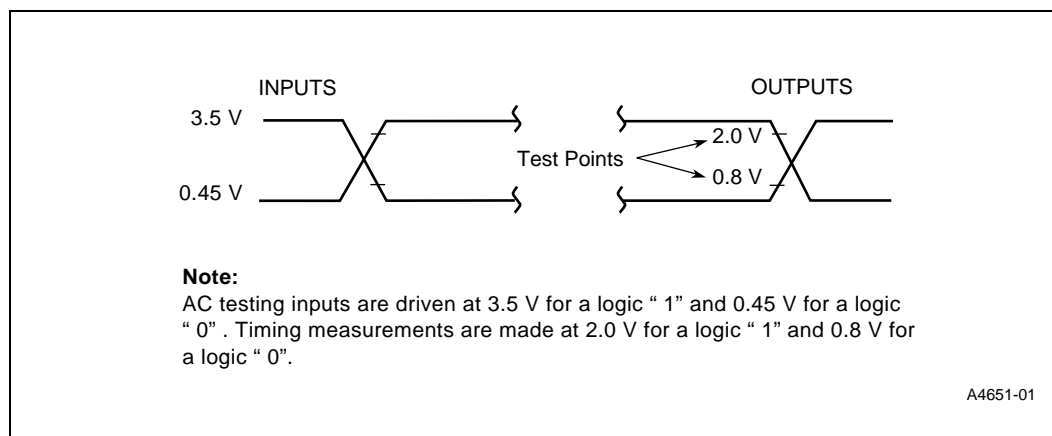 INPUTS
OUTPUTS
3.5 V
2.0 V
Test Points
0.8 V
0.45 V
Note:
AC testing inputs are driven at 3.5 V for a logic “ 1” and 0.45 V for a logic
“ 0” . Timing measurements are made at 2.0 V for a logic “ 1” and 0.8 V for
a logic “ 0”.
A4651-01